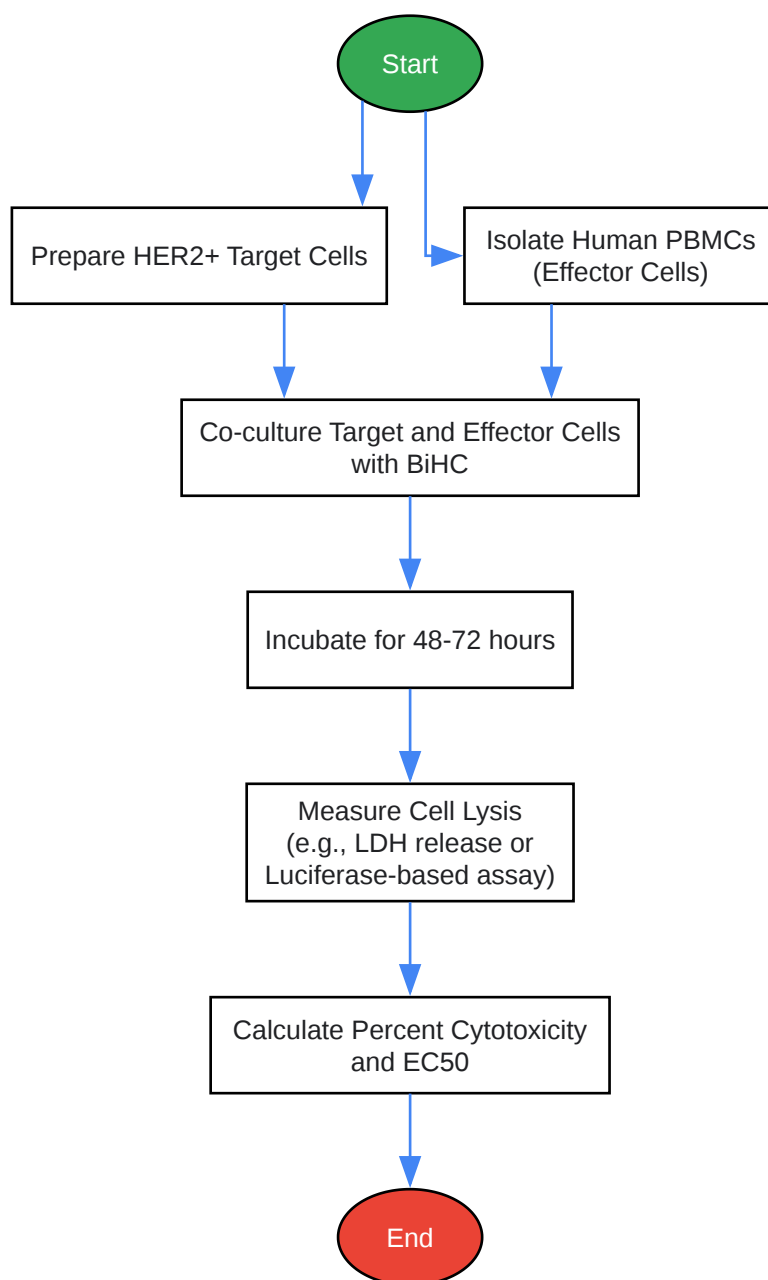 Start
Prepare HER2+ Target Cells
Isolate Human PBMCs
(Effector Cells)
Co-culture Target and Effector Cells
with BiHC
Incubate for 48-72 hours
Measure Cell Lysis
(e.g., LDH release or
Luciferase-based assay)
Calculate Percent Cytotoxicity
and EC50
End